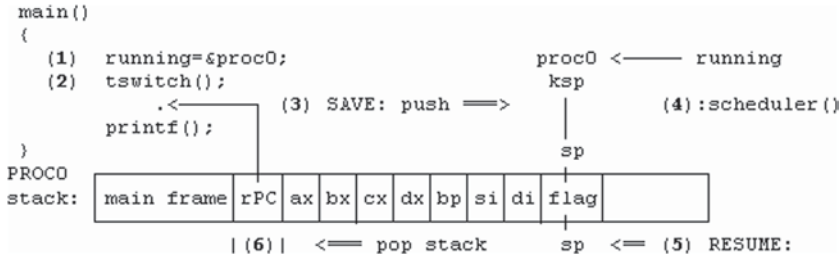 main()
{
(1) running=&proc0; proc0 <—— running
(2) tswitch(); ksp
.<—— (3) SAVE: push ==> (4):scheduler()
printf();
} sp
PROC0
stack: main frame rPC ax bx cx dx bp si di flag
|(6)| <== pop stack sp <== (5) RESUME: